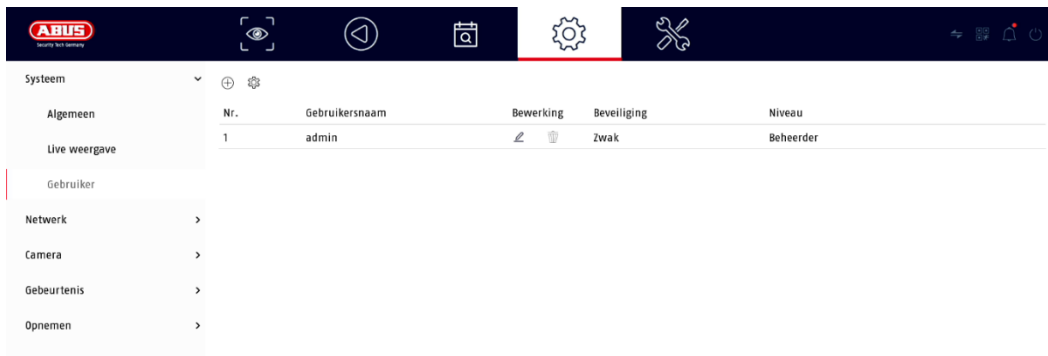 ABUS
Security Tech Germany
Systeem
Algemeen
Live weergave
Gebruiker
Netwerk
Camera
Gebeurtenis
Opnemen
Nr. Gebruikersnaam Bewerking Beveiliging Niveau
1 admin Zwak Beheerder